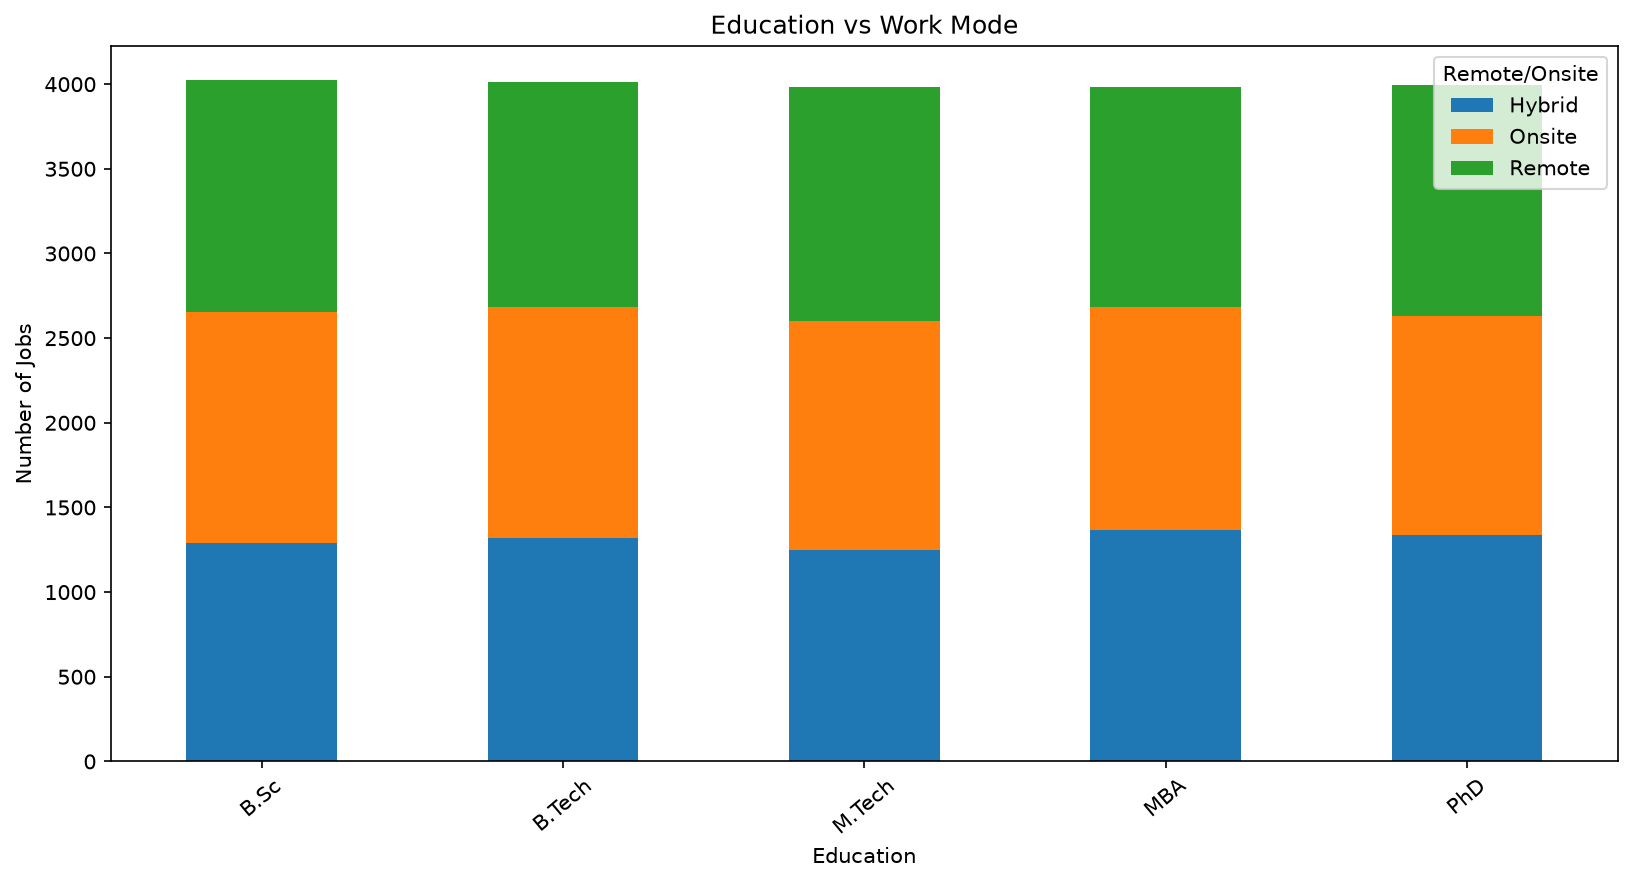 Education vs Work Mode
Remote/Onsite
Hybrid
Onsite
Remote
Number of Jobs
4000
3500
3000
2500
2000
1500
1000
500
0
B.Sc
B.Tech
M.Tech
MBA
PhD
Education